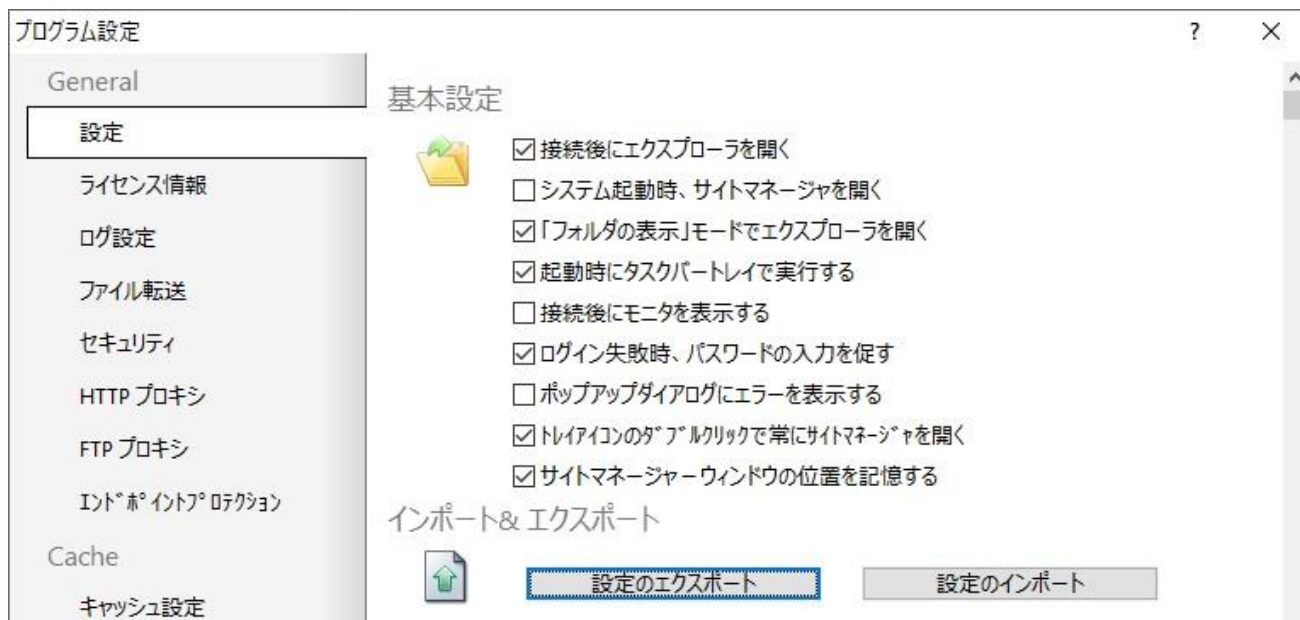 プログラム設定
?
General
設定
ライセンス情報
ログ設定
ファイル転送
セキュリティ
HTTP プロキシ
FTP プロキシ
ｴﾝﾄﾞﾎﾟｲﾝﾄﾌﾟﾛﾃｸｼｮﾝ
Cache
キャッシュ設定
基本設定
接続後にエクスプローラを開く
システム起動時、サイトマネージャを開く
「フォルダの表示」モードでエクスプローラを開く
起動時にタスクバートレイで実行する
接続後にモニタを表示する
ログイン失敗時、パスワードの入力を促す
ポップアップダイアログにエラーを表示する
ﾄﾚｲｱｲｺﾝのﾀﾞﾌﾞﾙｸﾘｯｸで常にｻｲﾄﾏﾈｰｼﾞｬを開く
サイトマネージャーウィンドウの位置を記憶する
インポート& エクスポート
設定のエクスポート
設定のインポート